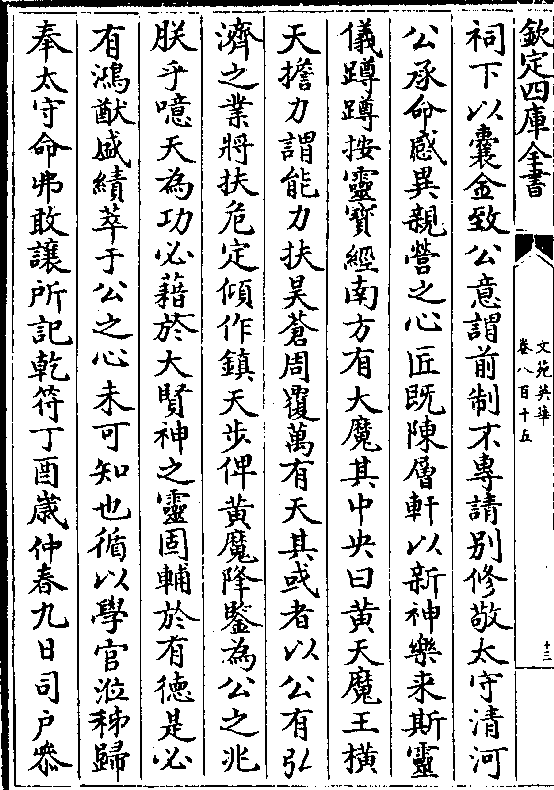 欽定四庫全書
文苑英華
卷八百十五
十三
祠下以囊金致公意謂前制不專請别修敬太守清河
公承命感異親營之心匠既陳層軒以新神樂來斯靈
儀蹲蹲按靈寳經南方有大魔其中央曰黄天魔王横
天擔力謂能力扶昊蒼周覆萬有天其或者以公有弘
濟之業將扶危定傾作鎮天步俾黄魔降鑒為公之兆
朕乎噫天為功必藉於大賢神之靈固輔於有德是必
有鴻猷盛績萃于公之心未可知也循以學官涖秭歸
奉太守命弗敢讓所記乾符丁酉嵗仲春九日司户叅